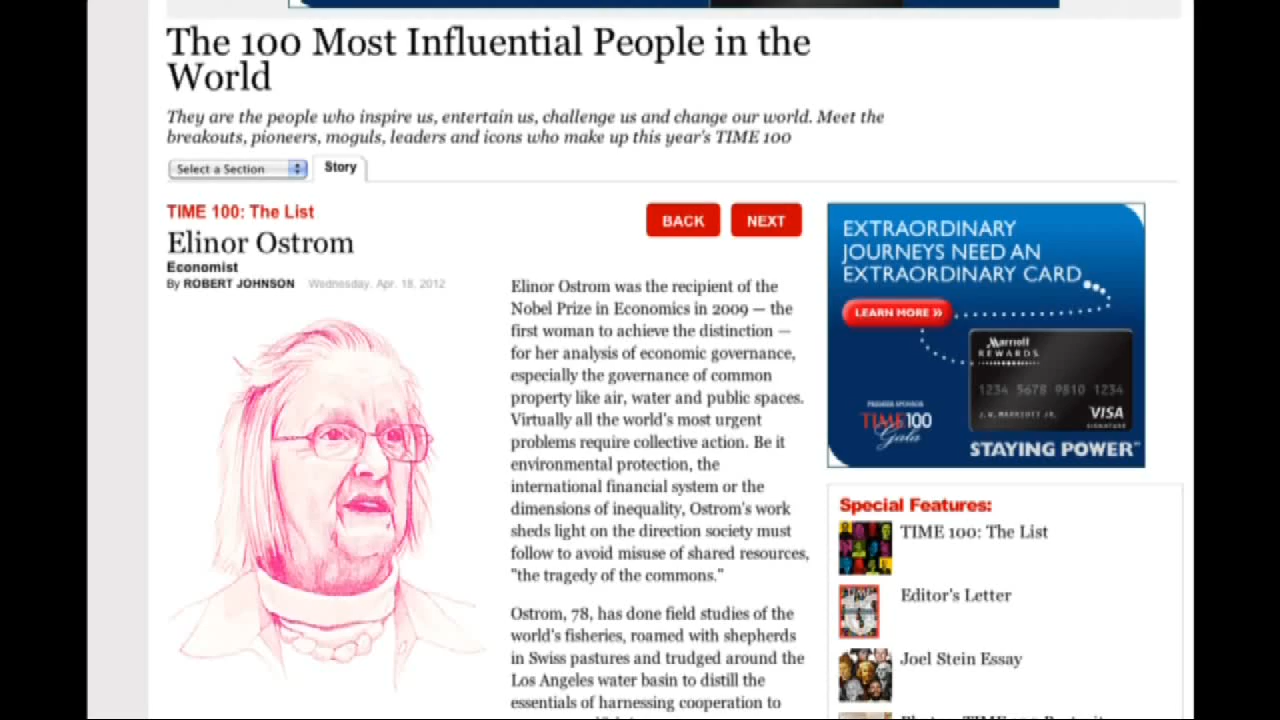 The 100 Most Influential People in the
World
They are the people who inspire us, entertain us, challenge us and change our world. Meet the
breakouts, pioneers, moguls, leaders and icons who make up this year's TIME 100
Select a Section
Story
TIME 100: The List
BACK
NEXT
Elinor Ostrom
Economist
By ROBERT JOHNSON Wednesday, Apr. 18, 2012
Elinor Ostrom was the recipient of the
Nobel Prize in Economics in 2009 — the
first woman to achieve the distinction —
for her analysis of economic governance,
especially the governance of common
property like air, water and public spaces.
Virtually all the world's most urgent
problems require collective action. Be it
environmental protection, the
international financial system or the
dimensions of inequality, Ostrom's work
sheds light on the direction society must
follow to avoid misuse of shared resources,
"the tragedy of the commons."
Ostrom, 78, has done field studies of the
world's fisheries, roamed with shepherds
in Swiss pastures and trudged around the
Los Angeles water basin to distill the
essentials of harnessing cooperation to
EXTRAORDINARY
JOURNEYS NEED AN
EXTRAORDINARY CARD.
LEARN MORE »
Marriott
REWARDS
1234 5678 9810 1234
J.W. MARRIOTT JR.
VISA
SIGNATURE
PREMIER SPONSOR
TIME100
Gala
STAYING POWER™
Special Features:
TIME 100: The List
Editor's Letter
Joel Stein Essay